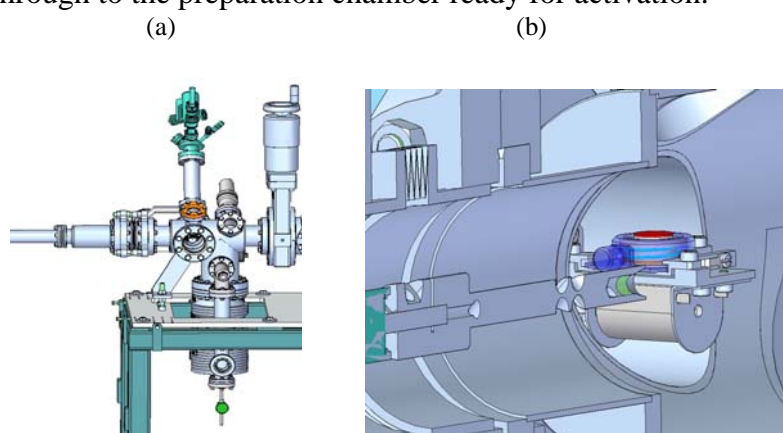 through to the preparation chamber ready for activation.
(a) (b)